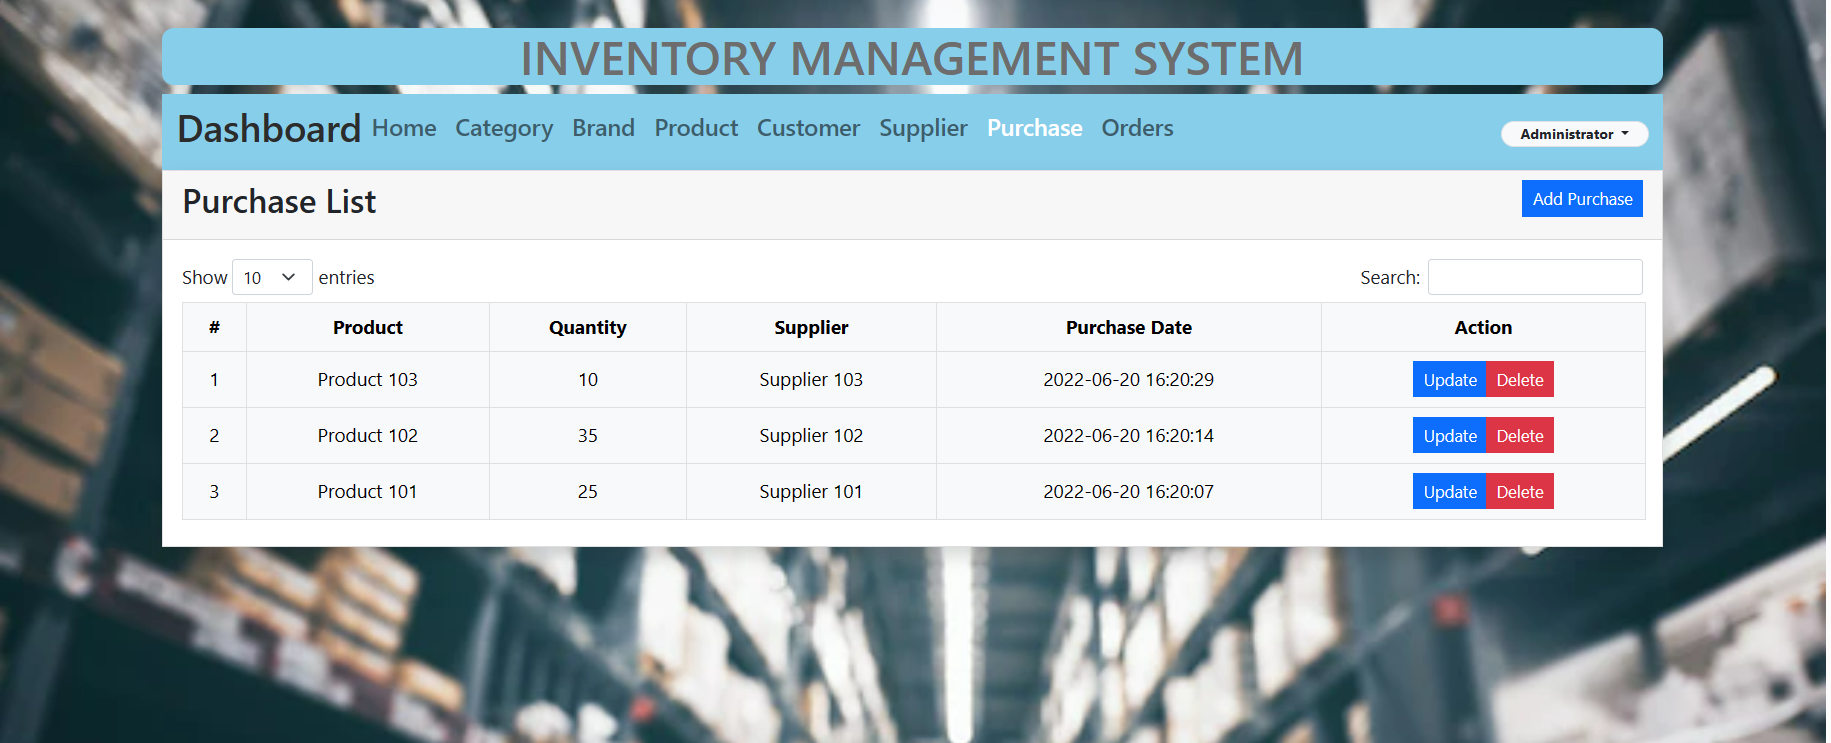 INVENTORY MANAGEMENT SYSTEM
Dashboard Home Category Brand Product Customer Supplier Purchase Orders Administrator
Purchase List Add Purchase
Show 10 entries Search:
# Product Quantity Supplier Purchase Date Action
1 Product 103 10 Supplier 103 2022-06-20 16:20:29 Update Delete
2 Product 102 35 Supplier 102 2022-06-20 16:20:14 Update Delete
3 Product 101 25 Supplier 101 2022-06-20 16:20:07 Update Delete